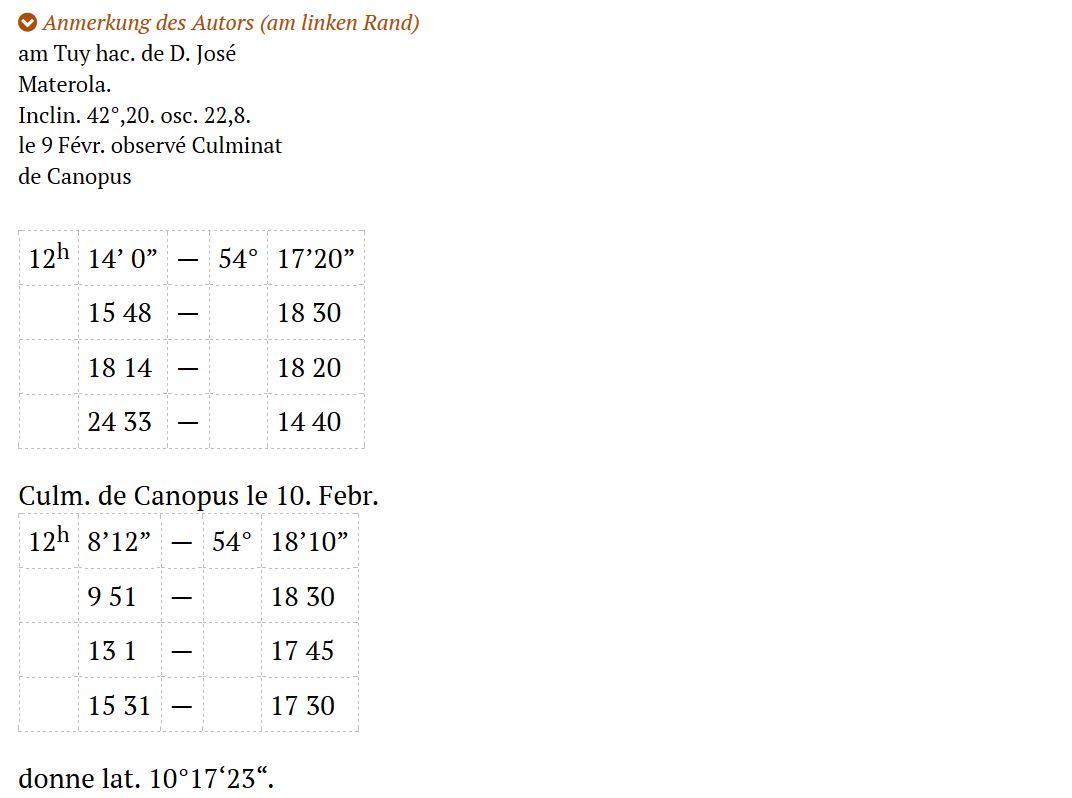 Anmerkung des Autors (am linken Rand)
am Tuy hac. de D. José
Materola.
Inclin. 42°,20. osc. 22,8.
le 9 Févr. observé Culminat
de Canopus
12h 14’ 0” — 54° 17’20”
15 48 — 18 30
18 14 — 18 20
24 33 — 14 40
Culm. de Canopus le 10. Febr.
12h 8’12” — 54° 18’10”
9 51 — 18 30
13 1 — 17 45
15 31 — 17 30
donne lat. 10°17‘23“.